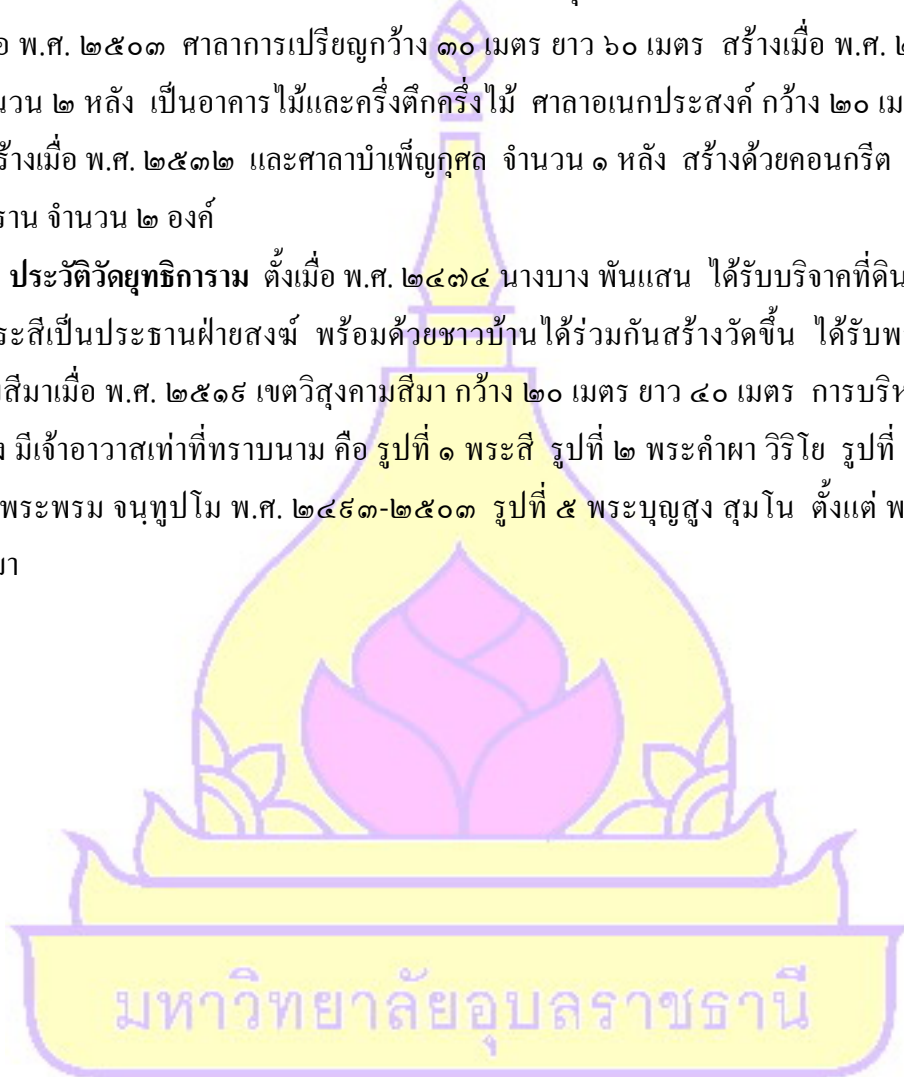 อ พ.ศ. ๒๕๐๓ ศาลาการเปรียญกว้าง ๓๐ เมตร ยาว ๖๐ เมตร สร้างเมื่อ พ.ศ.
นวน ๒ หลัง เป็นอาคารไม้และครึ่งตึกครึ่งไม้ ศาลาอเนกประสงค์ กว้าง ๒๐ เม
ร้างเมื่อ พ.ศ. ๒๕๓๒ และศาลาบำเพ็ญกุศล จำนวน ๑ หลัง สร้างด้วยคอนกรีต
ราน จำนวน ๒ องค์
ประวัติวัดยุทธิการาม ตั้งเมื่อ พ.ศ. ๒๔๗๔ นางบาง พันแสน ได้รับบริจาคที่ดิน
ระสีเป็นประธานฝ่ายสงฆ์ พร้อมด้วยชาวบ้านได้ร่วมกันสร้างวัดขึ้น ได้รับพ
สีมาเมื่อ พ.ศ. ๒๕๑๙ เขตวิสุงคามสีมา กว้าง ๒๐ เมตร ยาว ๔๐ เมตร การบริห
ง มีเจ้าอาวาสเท่าที่ทราบนาม คือ รูปที่ ๑ พระสี รูปที่ ๒ พระคำผา วิริโย รูปที่
พระพรม จนฺทูปโม พ.ศ. ๒๔๙๓-๒๕๐๓ รูปที่ ๕ พระบุญสูง สุมโน ตั้งแต่ พ
มา
มหาวิทยาลัยอุบลราชธานี